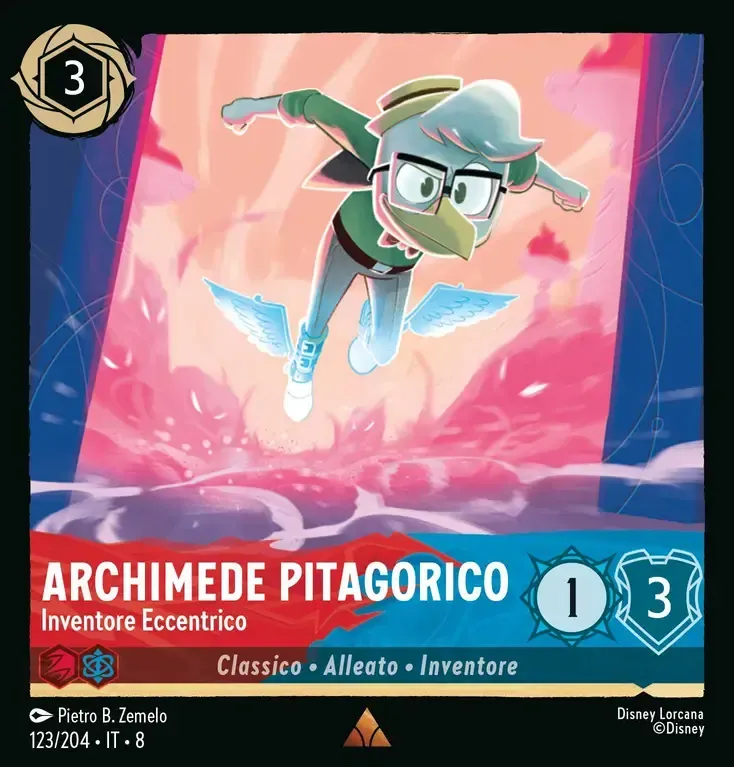 3
ARCHIMEDE PITAGORICO
Inventore Eccentrico
1
3
Classico • Alleato • Inventore
Pietro B. Zemelo
123/204 • IT • 8
Disney Lorcana
©Disney